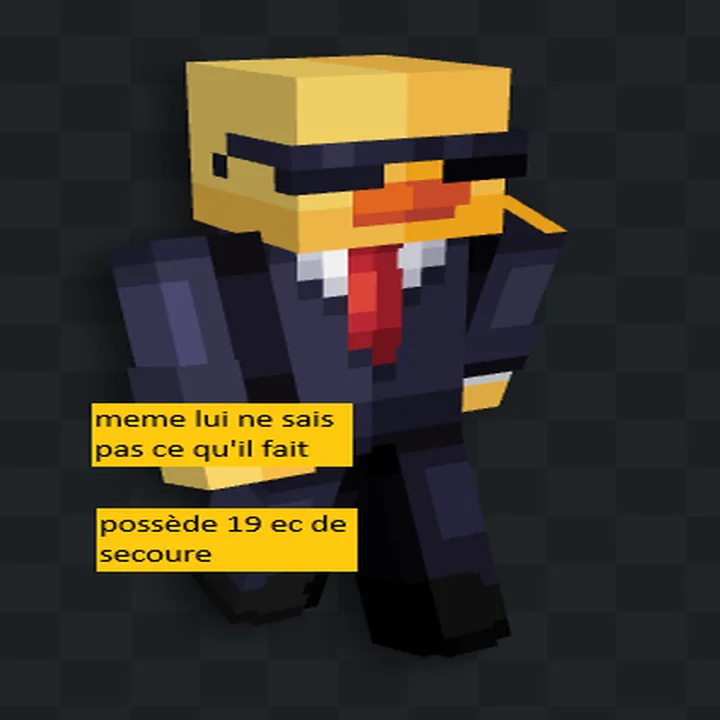 meme lui ne sais
pas ce qu'il fait
possède 19 ec de
secoure